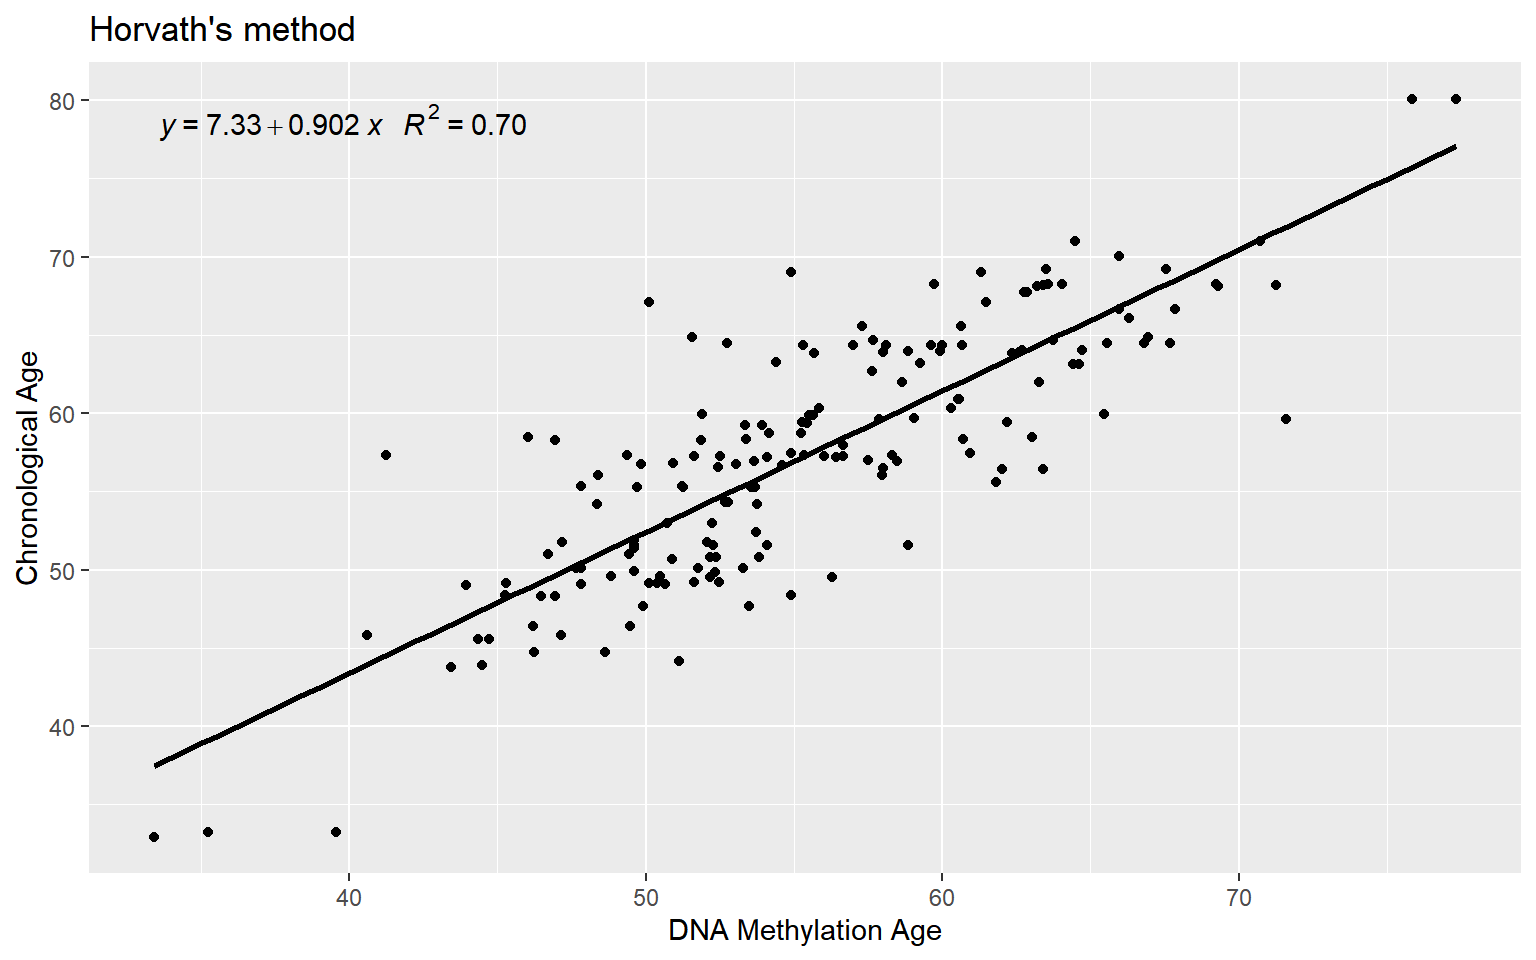 Horvath's method
y = 7.33 + 0.902 x R² = 0.70
80
70
60
50
40
Chronological Age
40 50 60 70
DNA Methylation Age